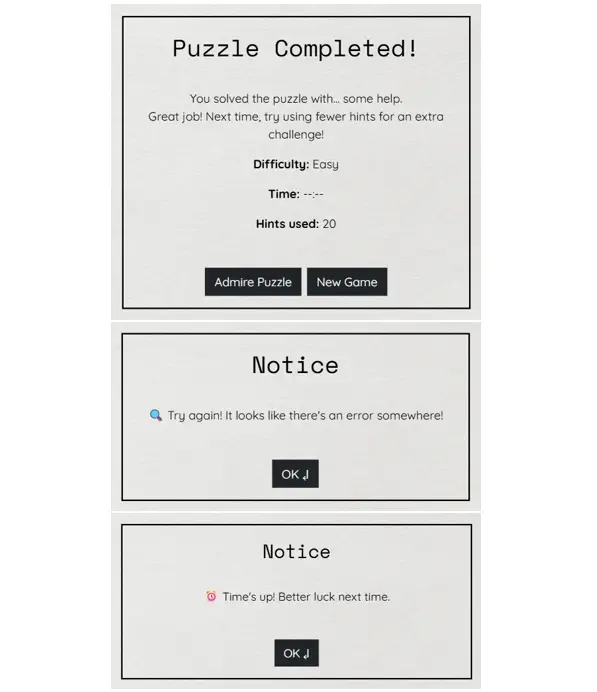 Puzzle Completed!
You solved the puzzle with... some help.
Great job! Next time, try using fewer hints for an extra
challenge!
Difficulty: Easy
Time: --:--
Hints used: 20
Admire Puzzle New Game
Notice
🔍 Try again! It looks like there's an error somewhere!
OK ↲
Notice
⏰ Time's up! Better luck next time.
OK ↲